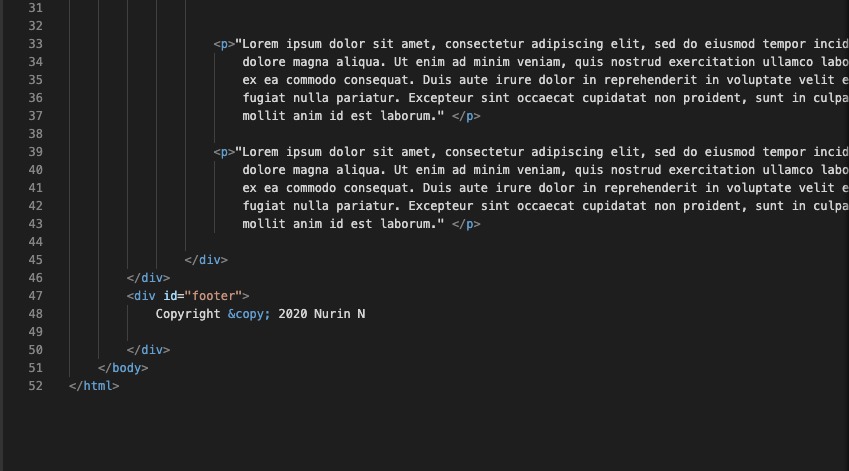 31
32
33 <p>"Lorem ipsum dolor sit amet, consectetur adipiscing elit, sed do eiusmod tempor incid
34 dolore magna aliqua. Ut enim ad minim veniam, quis nostrud exercitation ullamco labo
35 ex ea commodo consequat. Duis aute irure dolor in reprehenderit in voluptate velit e
36 fugiat nulla pariatur. Excepteur sint occaecat cupidatat non proident, sunt in culpa
37 mollit anim id est laborum." </p>
38
39 <p>"Lorem ipsum dolor sit amet, consectetur adipiscing elit, sed do eiusmod tempor incid
40 dolore magna aliqua. Ut enim ad minim veniam, quis nostrud exercitation ullamco labo
41 ex ea commodo consequat. Duis aute irure dolor in reprehenderit in voluptate velit e
42 fugiat nulla pariatur. Excepteur sint occaecat cupidatat non proident, sunt in culpa
43 mollit anim id est laborum." </p>
44
45 </div>
46 </div>
47 <div id="footer">
48 Copyright &copy; 2020 Nurin N
49
50 </div>
51 </body>
52 </html>